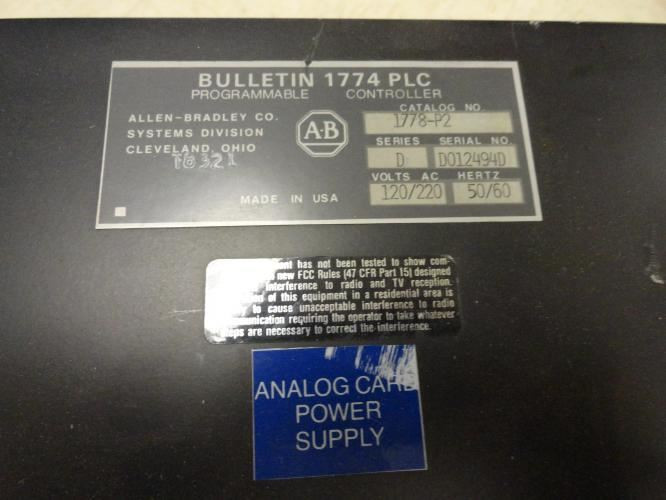 BULLETIN 1774 PLC
PROGRAMMABLE CONTROLLER
ALLEN-BRADLEY CO.
SYSTEMS DIVISION
CLEVELAND, OHIO
T6321
A-B
CATALOG NO.
1778-P2
SERIES SERIAL NO.
D D012494D
VOLTS AC HERTZ
120/220 50/60
MADE IN USA
has not been tested to show com-
new FCC Rules (47 CFR Part 15) designed
interference to radio and TV reception.
of this equipment in a residential area is
to cause unacceptable interference to radio
requiring the operator to take whatever
are necessary to correct the interference.
ANALOG CARD
POWER
SUPPLY